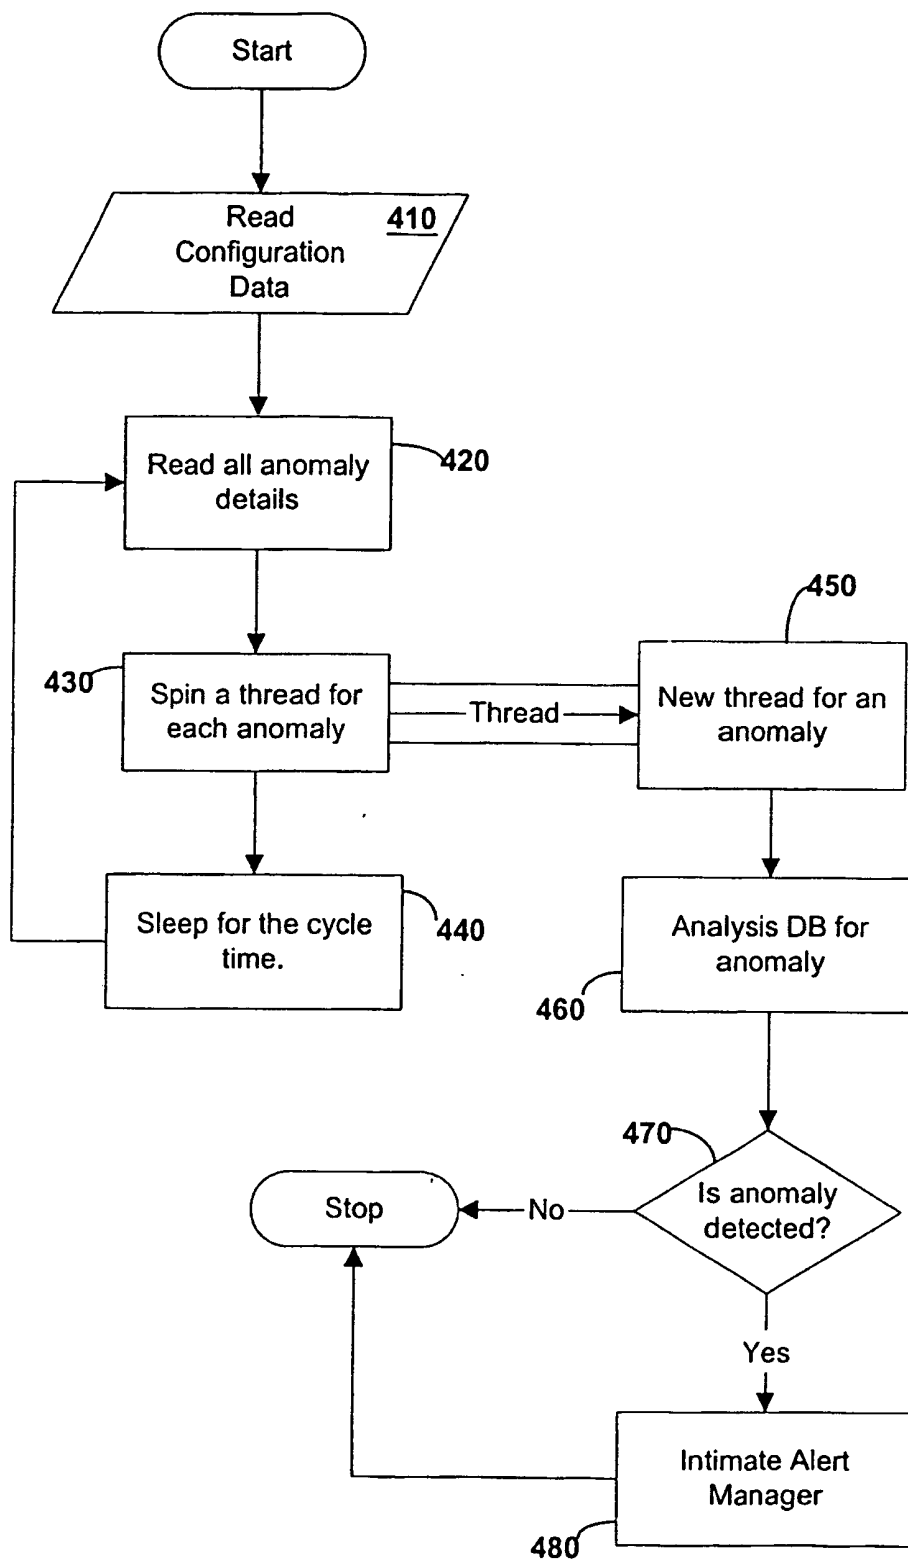 Start
Read
Configuration
Data
410
Read all anomaly
details
420
430
Spin a thread for
each anomaly
Thread
450
New thread for an
anomaly
Sleep for the cycle
time.
440
Analysis DB for
anomaly
460
470
Is anomaly
detected?
No
Stop
Yes
Intimate Alert
Manager
480